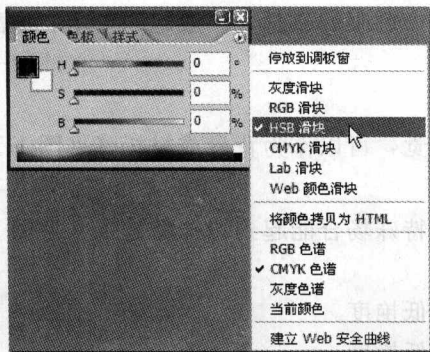 颜色 色板 样式
H 0 °
S 0 %
B 0 %
停放到调板窗
灰度滑块
RGB 滑块
✓ HSB 滑块
CMYK 滑块
Lab 滑块
Web 颜色滑块
将颜色拷贝为 HTML
RGB 色谱
✓ CMYK 色谱
灰度色谱
当前颜色
建立 Web 安全曲线